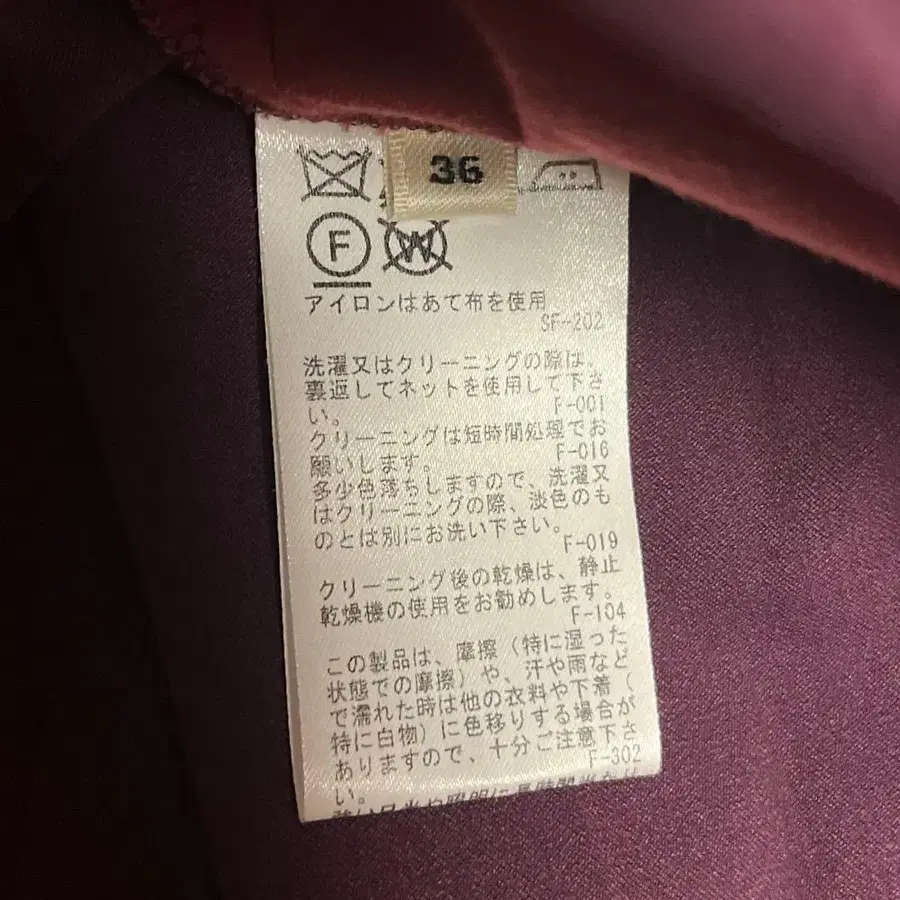 36
F W
アイロンはあて布を使用
SF-202
洗濯又はクリーニングの際は、
裏返してネットを使用して下さ
い。
F-001
クリーニングは短時間処理でお
願いします。
F-016
多少色落ちしますので、洗濯又
はクリーニングの際、淡色のも
のとは別にお洗い下さい。
F-019
クリーニング後の乾燥は、静止
乾燥機の使用をお勧めします。
F-104
この製品は、摩擦（特に湿った
状態での摩擦）や、汗や雨など
で濡れた時は他の衣料や下着（
特に白物）に色移りする場合が
ありますので、十分ご注意下さ
い。
F-302